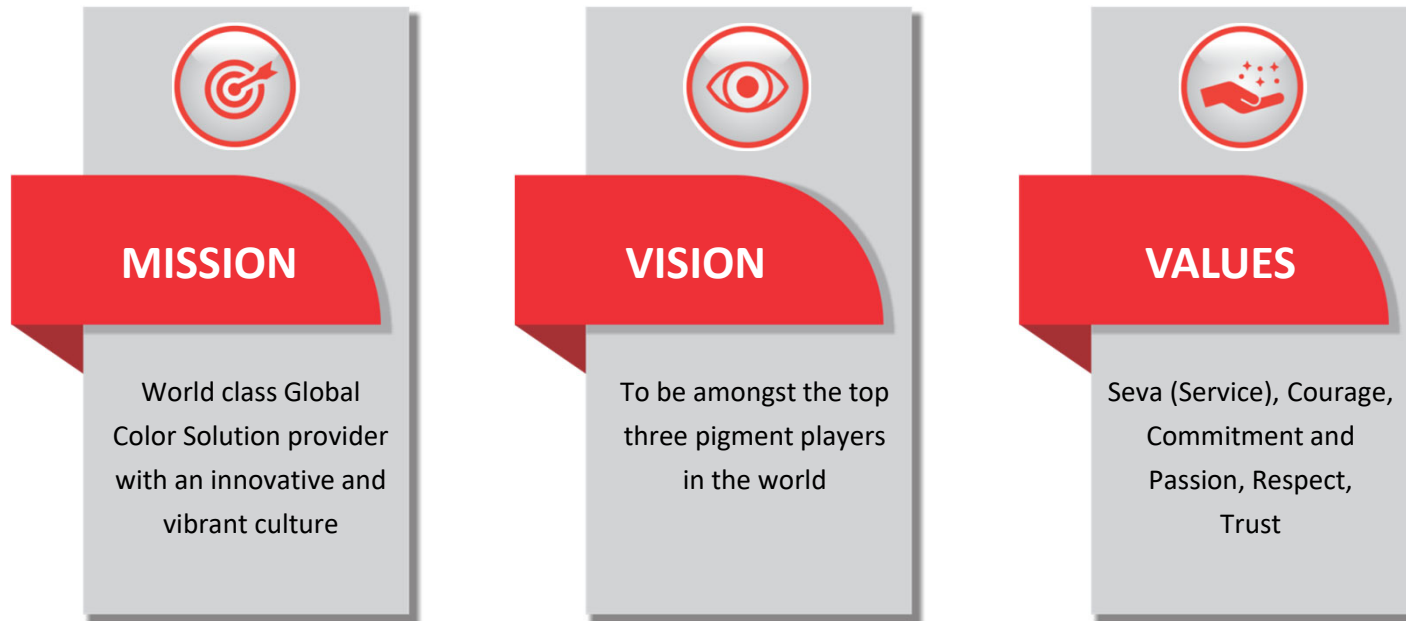 MISSION
World class Global
Color Solution provider
with an innovative and
vibrant culture
VISION
To be amongst the top
three pigment players
in the world
VALUES
Seva (Service), Courage,
Commitment and
Passion, Respect,
Trust